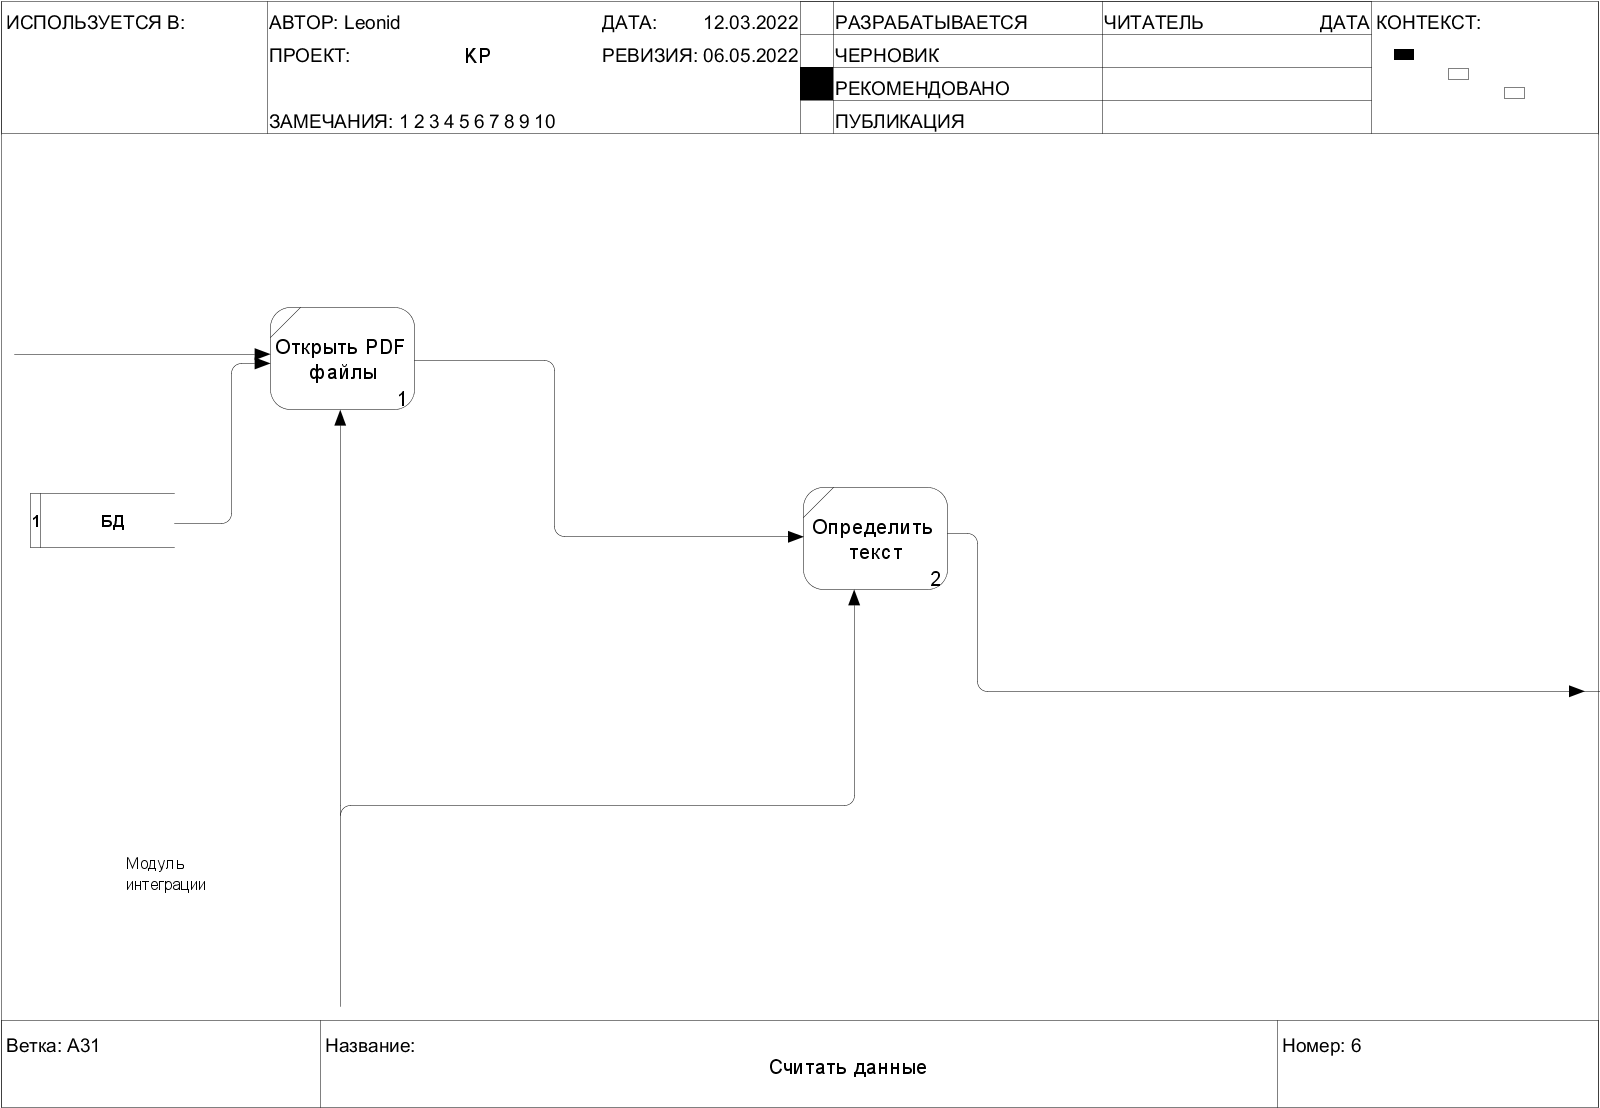 ИСПОЛЬЗУЕТСЯ В:
АВТОР: Leonid
ДАТА: 12.03.2022
ПРОЕКТ: КР
РЕВИЗИЯ: 06.05.2022
ЗАМЕЧАНИЯ: 1 2 3 4 5 6 7 8 9 10
РАЗРАБАТЫВАЕТСЯ
ЧЕРНОВИК
РЕКОМЕНДОВАНО
ПУБЛИКАЦИЯ
ЧИТАТЕЛЬ ДАТА
КОНТЕКСТ:
Открыть PDF
файлы
1
1 БД
Определить
текст
2
Модуль
интеграции
Ветка: A31
Название:
Считать данные
Номер: 6